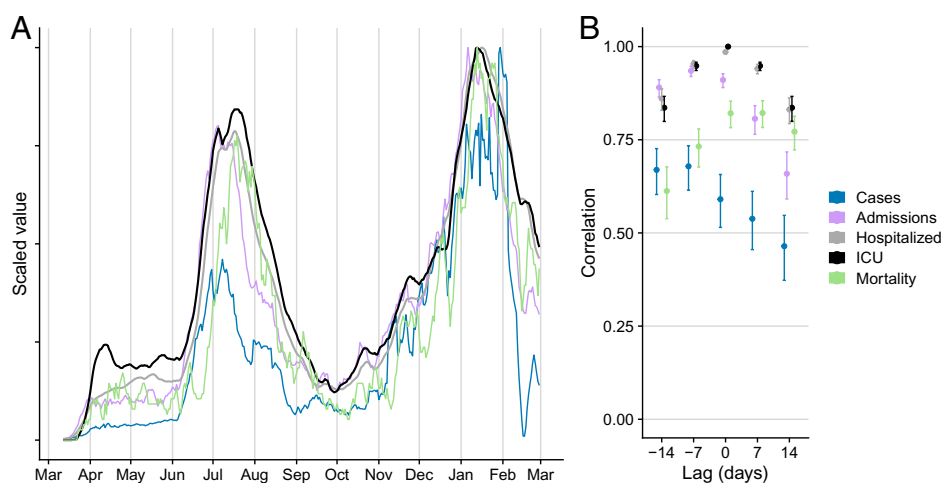 A
B
Scaled value
Mar Apr May Jun Jul Aug Sep Oct Nov Dec Jan Feb Mar
Correlation
1.00
0.75
0.50
0.25
0.00
−14 −7 0 7 14
Lag (days)
Cases
Admissions
Hospitalized
ICU
Mortality